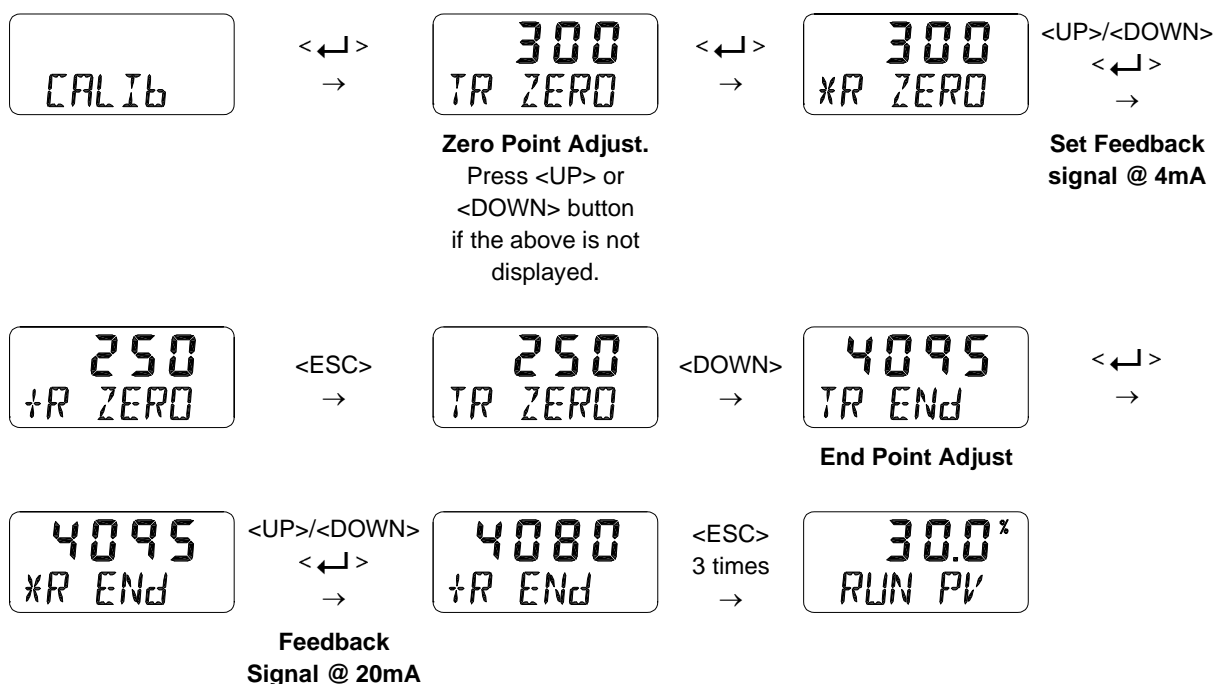 CALIb
< ↵ >
→
300
TR ZERO
< ↵ >
→
300
*R ZERO
<UP>/<DOWN>
< ↵ >
→
Zero Point Adjust.
Press <UP> or
<DOWN> button
if the above is not
displayed.
Set Feedback
signal @ 4mA
250
+R ZERO
<ESC>
→
250
TR ZERO
<DOWN>
→
4095
TR ENd
< ↵ >
→
End Point Adjust
4095
*R ENd
<UP>/<DOWN>
< ↵ >
→
4080
+R ENd
<ESC>
3 times
→
30.0%
RUN PV
Feedback
Signal @ 20mA